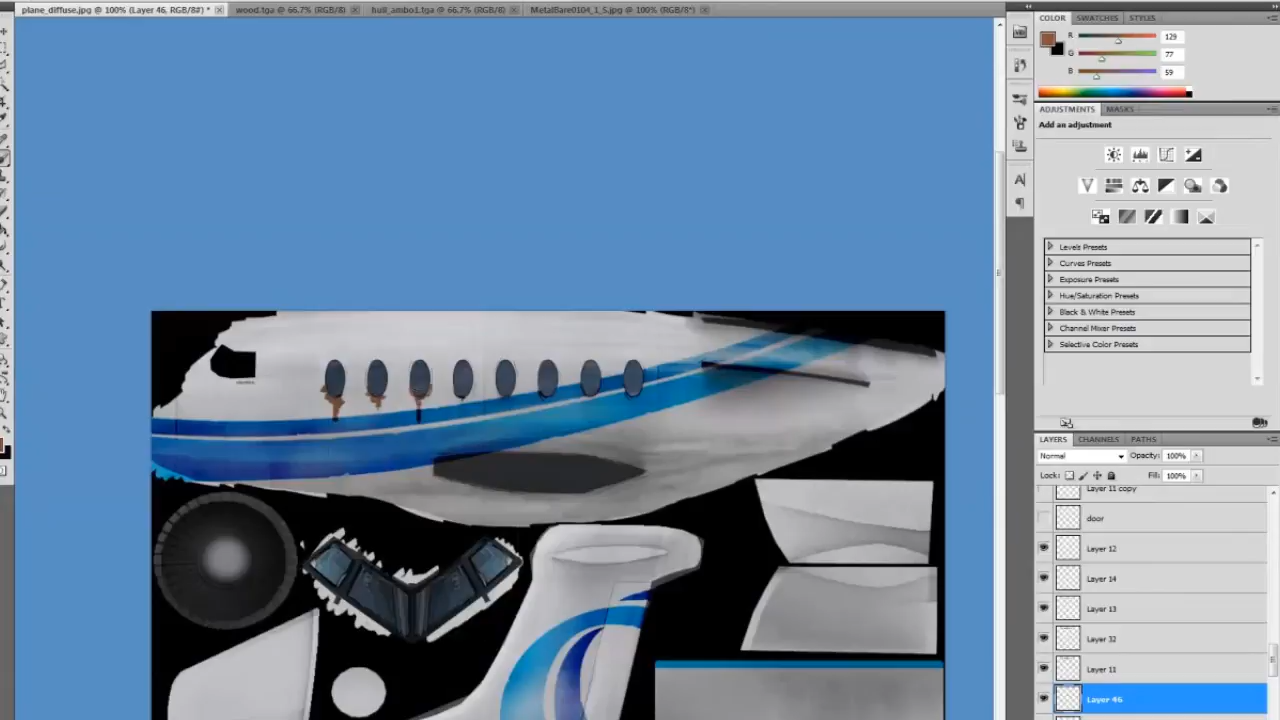 plane_diffuse.jpg @ 100% (Layer 46, RGB/8#) *
wood.tga @ 66.7% (RGB/8)
hull_ambo1.tga @ 66.7% (RGB/8)
MetalBare0104_1_S.jpg @ 100% (RGB/8*)
COLOR
SWATCHES
STYLES
R
129
G
77
B
59
ADJUSTMENTS
MASKS
Add an adjustment
Levels Presets
Curves Presets
Exposure Presets
Hue/Saturation Presets
Black & White Presets
Channel Mixer Presets
Selective Color Presets
LAYERS
CHANNELS
PATHS
Normal
Opacity: 100%
Lock:
Fill: 100%
Layer 11 copy
door
Layer 12
Layer 14
Layer 13
Layer 32
Layer 11
Layer 46